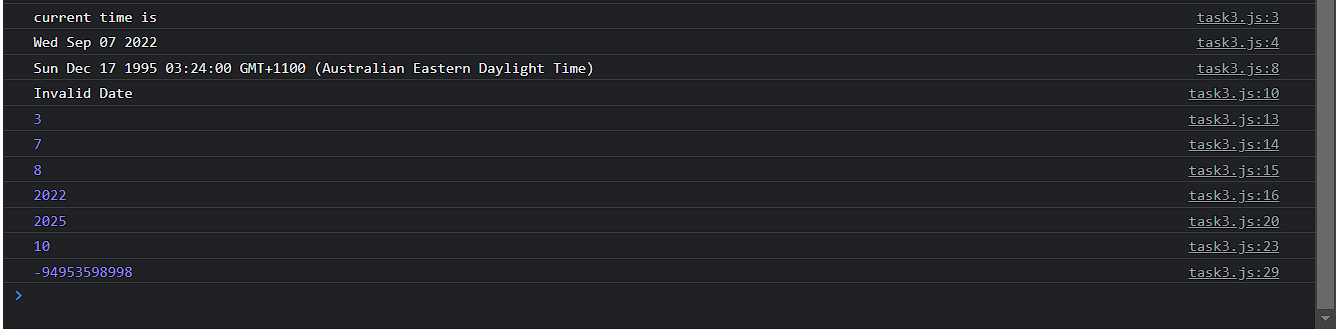 current time is task3.js:3
Wed Sep 07 2022 task3.js:4
Sun Dec 17 1995 03:24:00 GMT+1100 (Australian Eastern Daylight Time) task3.js:8
Invalid Date task3.js:10
3 task3.js:13
7 task3.js:14
8 task3.js:15
2022 task3.js:16
2025 task3.js:20
10 task3.js:23
-94953598998 task3.js:29
>